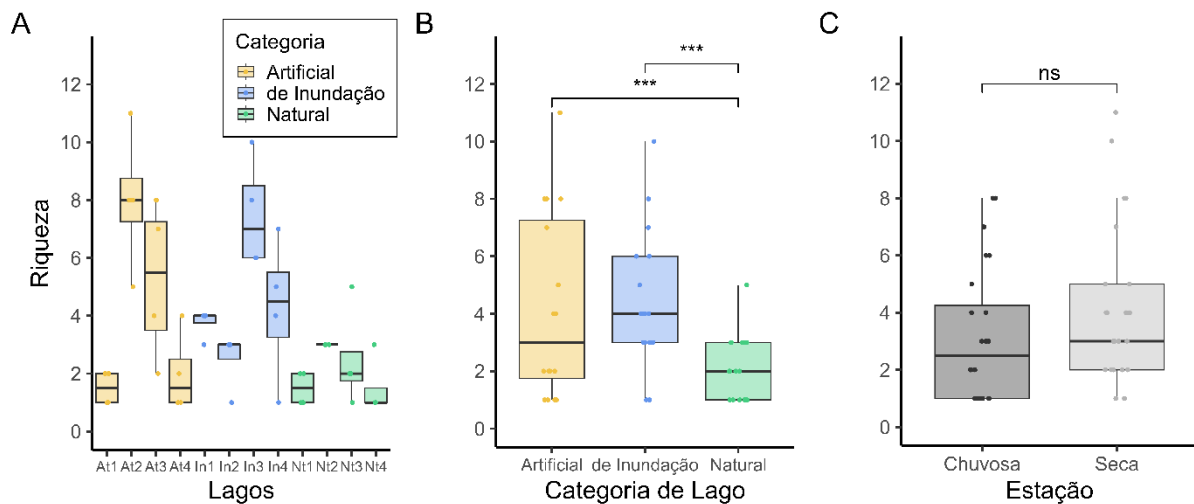 A
Categoria
Artificial
de Inundação
Natural
Riqueza
12
10
8
6
4
2
0
At1 At2 At3 At4 In1 In2 In3 In4 Nt1 Nt2 Nt3 Nt4
Lagos
B
***
***
12
10
8
6
4
2
0
Artificial de Inundação Natural
Categoria de Lago
C
ns
12
10
8
6
4
2
0
Chuvosa Seca
Estação